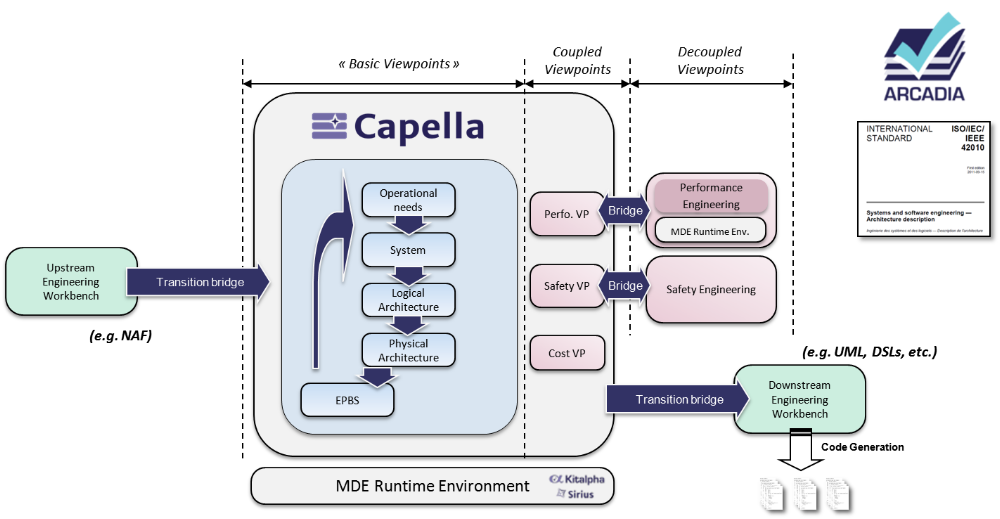 « Basic Viewpoints »
Coupled
Viewpoints
Decoupled
Viewpoints
ARCADIA
INTERNATIONAL
STANDARD
ISO/IEC/
IEEE
42010
First edition
2011-12-01
Systems and software engineering —
Architecture description
Ingénierie des systèmes et des logiciels — Description de l'architecture
Capella
Operational
needs
System
Logical
Architecture
Physical
Architecture
EPBS
Upstream
Engineering
Workbench
Transition bridge
(e.g. NAF)
Perfo. VP
Bridge
Performance
Engineering
MDE Runtime Env.
Safety VP
Bridge
Safety Engineering
Cost VP
(e.g. UML, DSLs, etc.)
Transition bridge
Downstream
Engineering
Workbench
Code Generation
MDE Runtime Environment
Kitalpha
Sirius